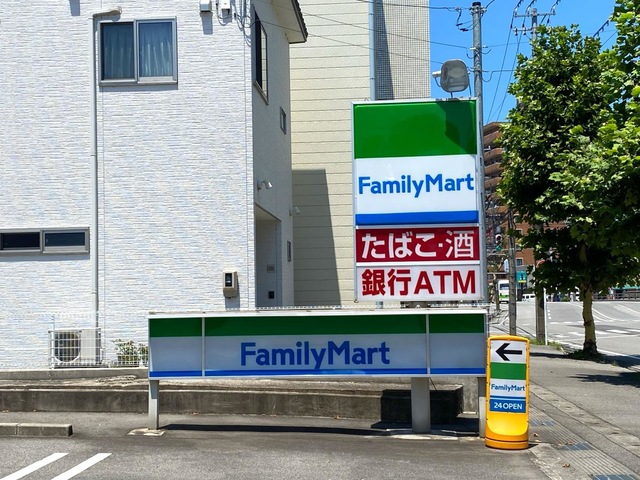 FamilyMart
たばこ・酒
銀行ATM
FamilyMart
FamilyMart
24 OPEN